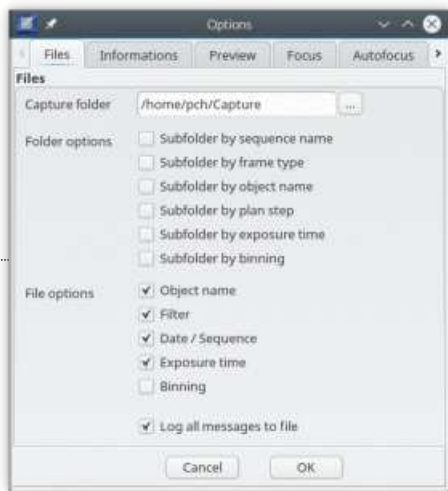 Options
Files Informations Preview Focus Autofocus
Files
Capture folder /home/pch/Capture ...
Folder options Subfolder by sequence name
Subfolder by frame type
Subfolder by object name
Subfolder by plan step
Subfolder by exposure time
Subfolder by binning
File options Object name
Filter
Date / Sequence
Exposure time
Binning
Log all messages to file
Cancel OK